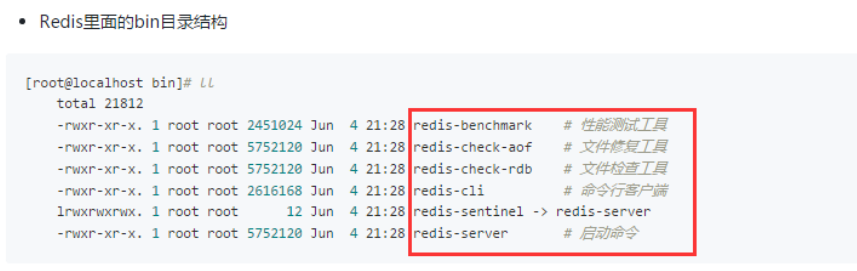 • Redis里面的bin目录结构
[root@localhost bin]# ll
total 21812
-rwxr-xr-x. 1 root root 2451024 Jun  4 21:28 redis-benchmark    # 性能测试工具
-rwxr-xr-x. 1 root root 5752120 Jun  4 21:28 redis-check-aof    # 文件修复工具
-rwxr-xr-x. 1 root root 5752120 Jun  4 21:28 redis-check-rdb    # 文件检查工具
-rwxr-xr-x. 1 root root 2616168 Jun  4 21:28 redis-cli          # 命令行客户端
lrwxrwxrwx. 1 root root      12 Jun  4 21:28 redis-sentinel -> redis-server
-rwxr-xr-x. 1 root root 5752120 Jun  4 21:28 redis-server       # 启动命令